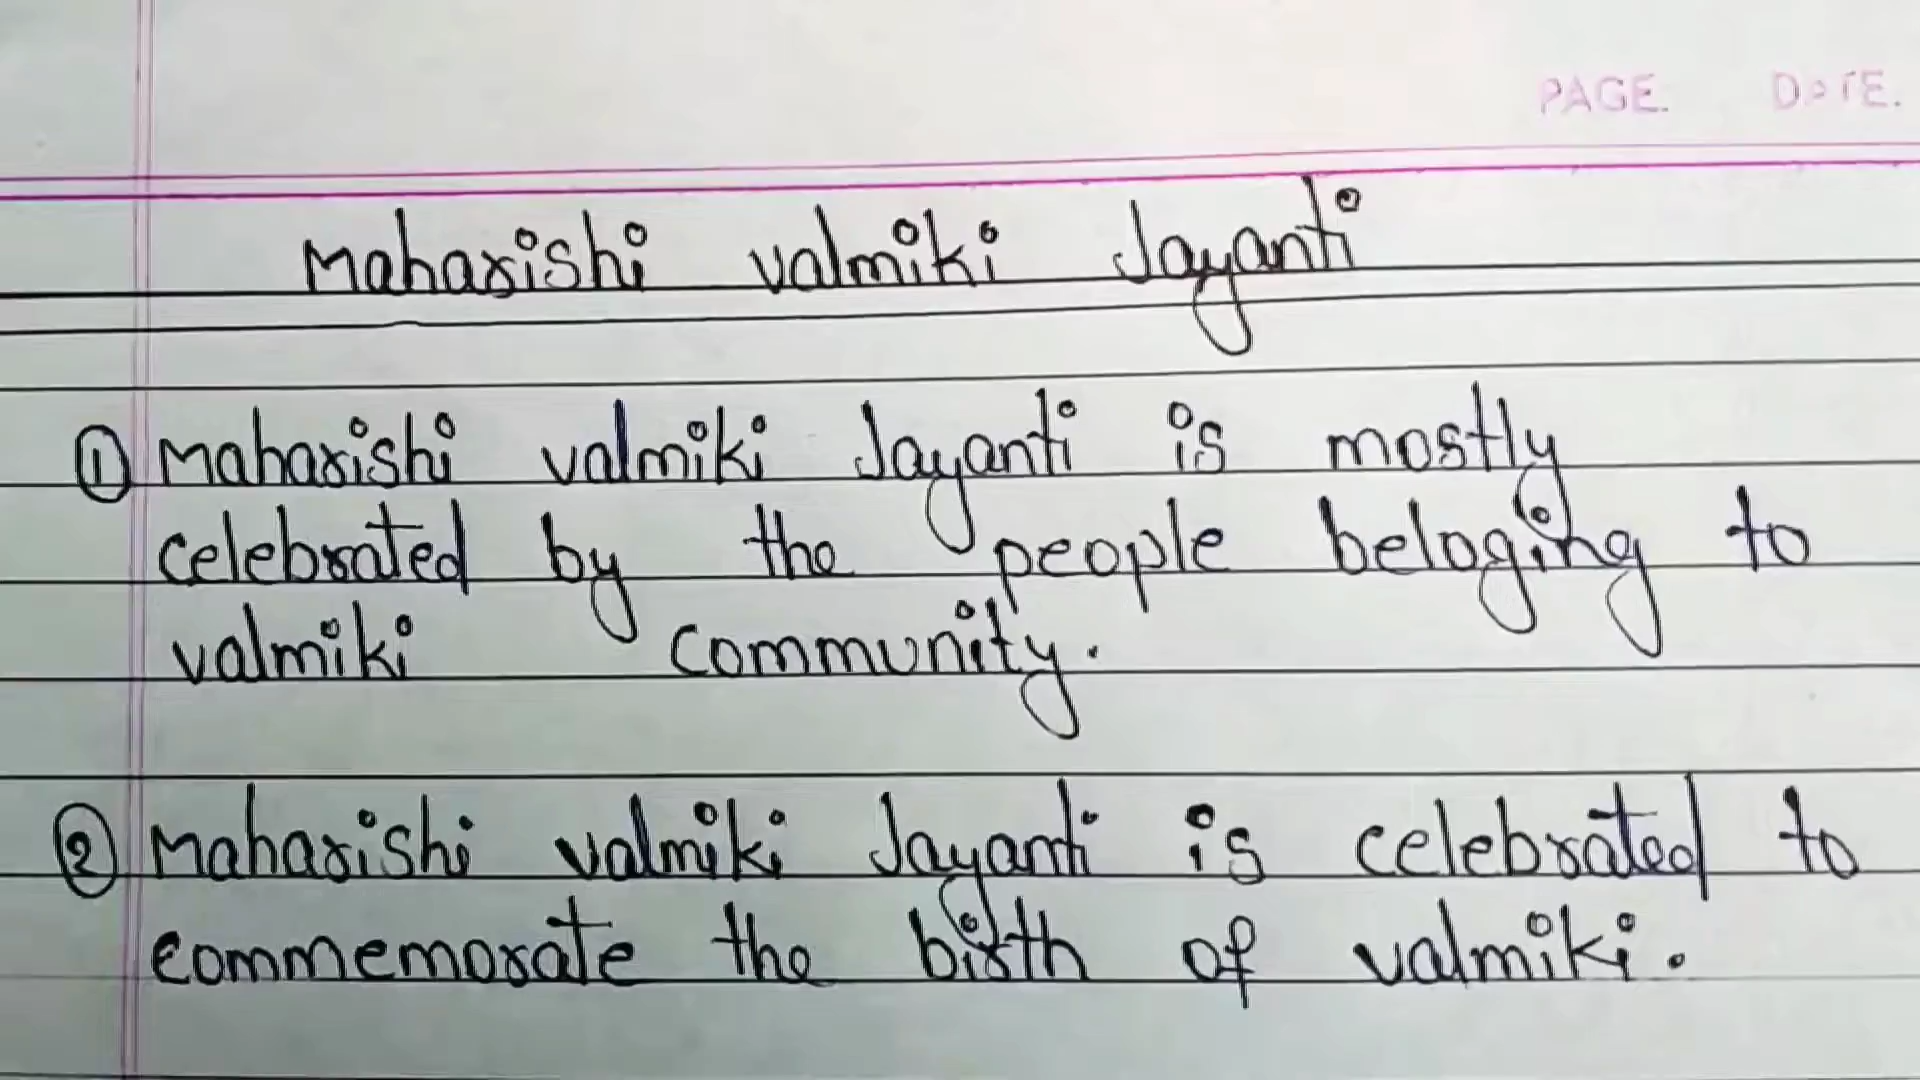 PAGE. DATE.
Maharishi valmiki Jayanti
① Maharishi valmiki Jayanti is mostly
celebrated by the people beloging to
valmiki community.
② Maharishi valmiki Jayanti is celebrated to
commemorate the birth of valmiki.